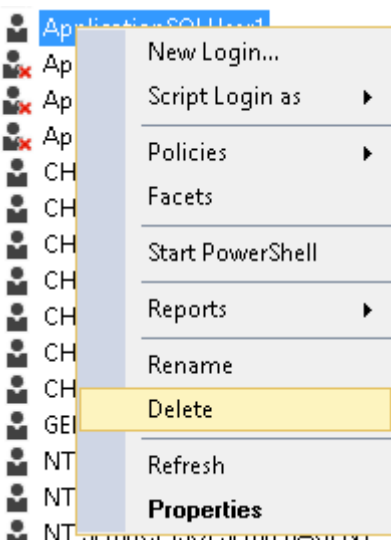 ApplicationSQLUser1
Ap
Ap
Ap
CH
CH
CH
CH
CH
CH
CH
GE
NT
NT
NT
New Login...
Script Login as
Policies
Facets
Start PowerShell
Reports
Rename
Delete
Refresh
Properties